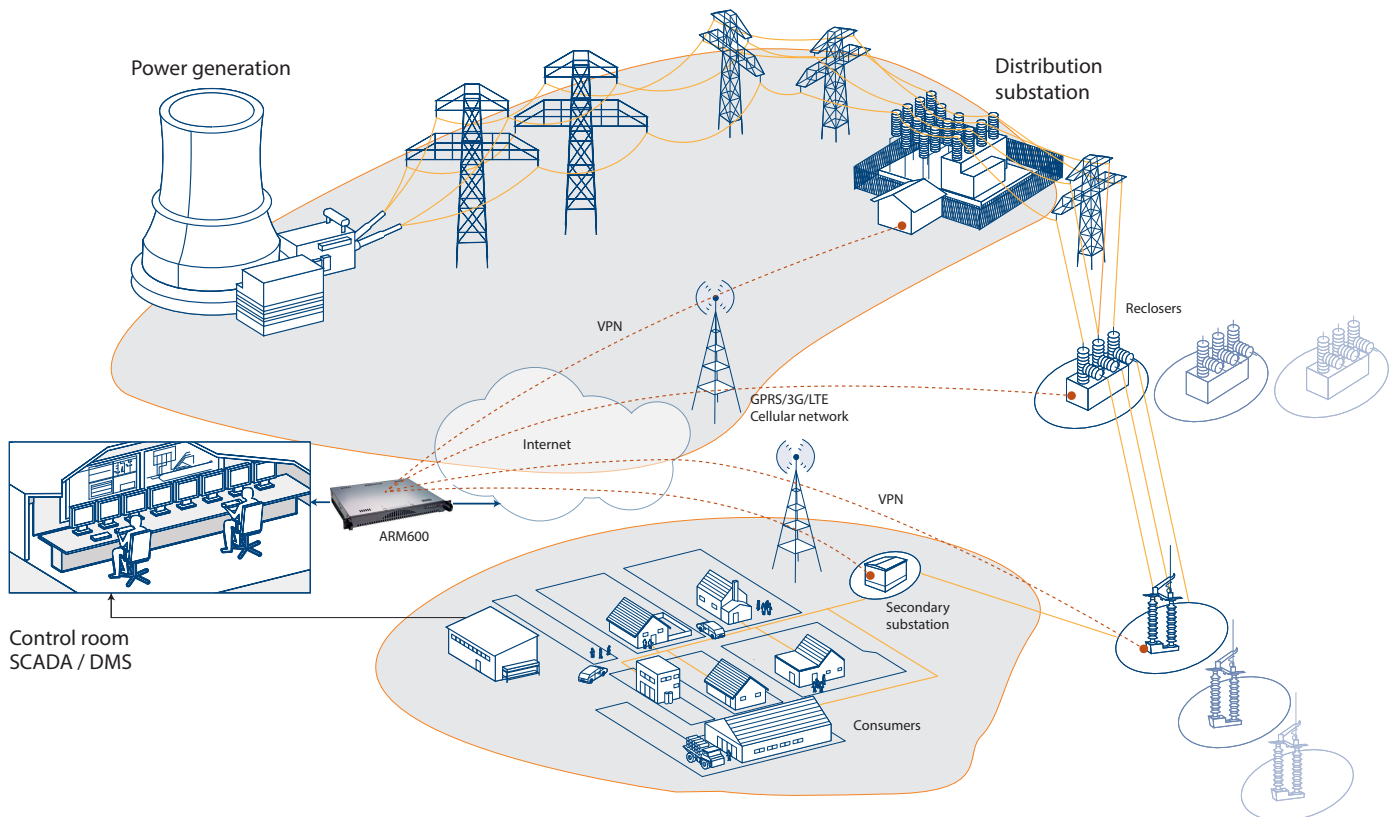 Power generation
Distribution
substation
Reclosers
VPN
GPRS/3G/LTE
Cellular network
Internet
VPN
ARM600
Secondary
substation
Control room
SCADA / DMS
Consumers